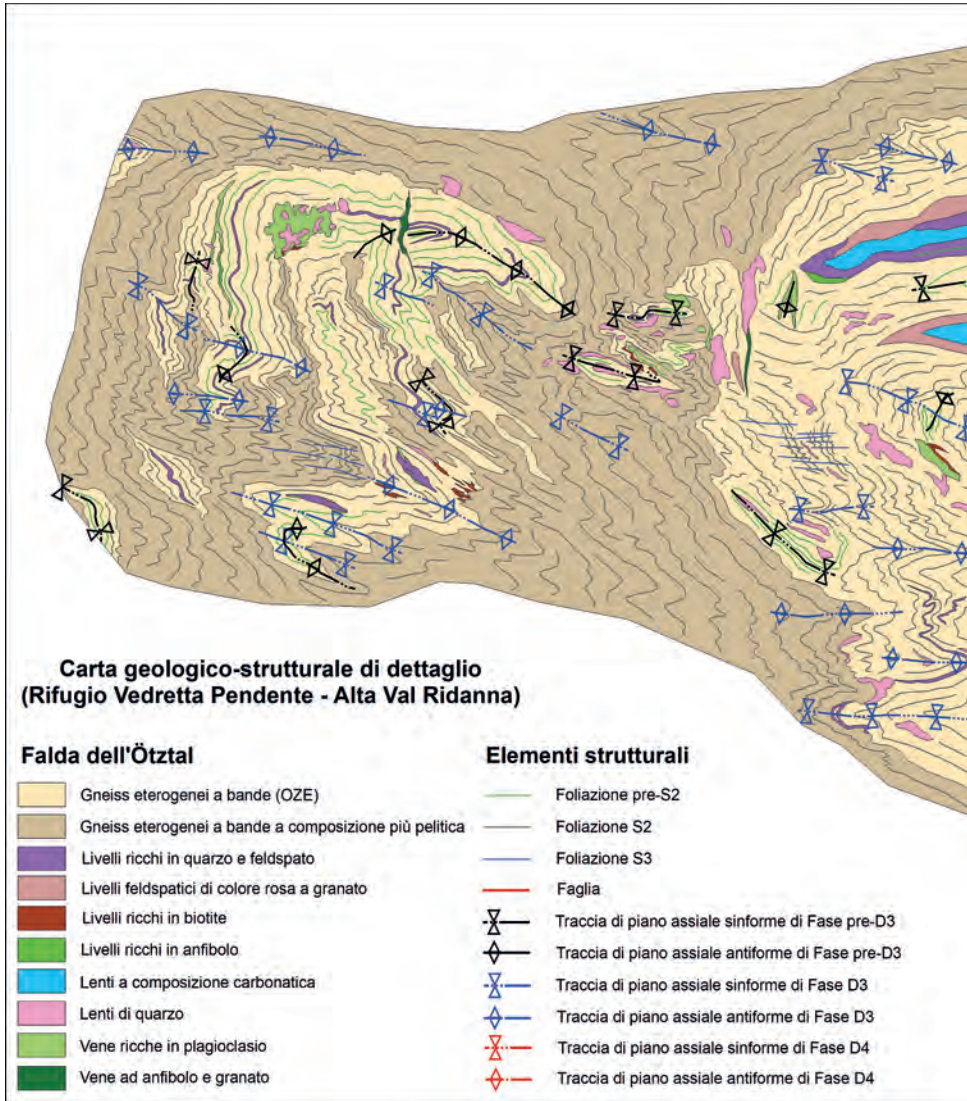 Carta geologico-strutturale di dettaglio
(Rifugio Vedretta Pendente - Alta Val Ridanna)
Falda dell'Ötztal
Gneiss eterogenei a bande (OZE)
Gneiss eterogenei a bande a composizione più pelitica
Livelli ricchi in quarzo e feldspato
Livelli feldspatici di colore rosa a granato
Livelli ricchi in biotite
Livelli ricchi in anfibolo
Lenti a composizione carbonatica
Lenti di quarzo
Vene ricche in plagioclasio
Vene ad anfibolo e granato
Elementi strutturali
Foliazione pre-S2
Foliazione S2
Foliazione S3
Faglia
Traccia di piano assiale sinforme di Fase pre-D3
Traccia di piano assiale antiforme di Fase pre-D3
Traccia di piano assiale sinforme di Fase D3
Traccia di piano assiale antiforme di Fase D3
Traccia di piano assiale sinforme di Fase D4
Traccia di piano assiale antiforme di Fase D4